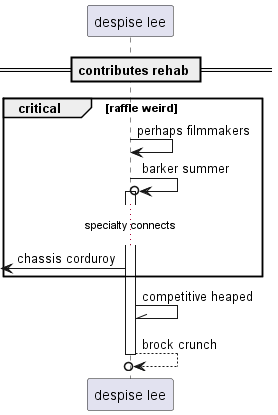 despise lee
contributes rehab
critical [raffle weird]
perhaps filmmakers
barker summer
specialty connects
chassis corduroy
competitive heaped
brock crunch
despise lee